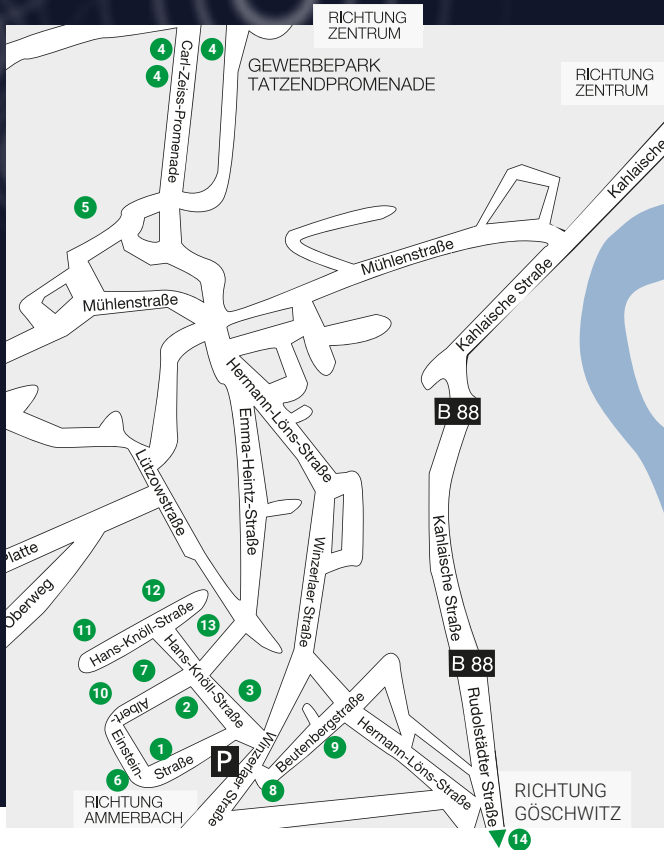 RICHTUNG
ZENTRUM
4
4
4
Carl-Zeiss-Promenade
GEWERBEPARK
TATZENDPROMENADE
RICHTUNG
ZENTRUM
Kahlaische
5
Mühlenstraße
Mühlenstraße
Kahlaische Straße
Hermann-Löns-Straße
B 88
Emma-Heintz-Straße
Lützowstraße
Kahlaische Straße
Winzerlaer Straße
Platte
Oberweg
12
11
13
Hans-Knöll-Straße
Hans-Knöll-Straße
7
3
10
2
Albert-
Einstein-
Straße
1
6
B 88
Rudolstädter Straße
Beutenbergstraße
Hermann-Löns-Straße
9
P
Winzerlaer Straße
8
RICHTUNG
AMMERBACH
RICHTUNG
GÖSCHWITZ
14